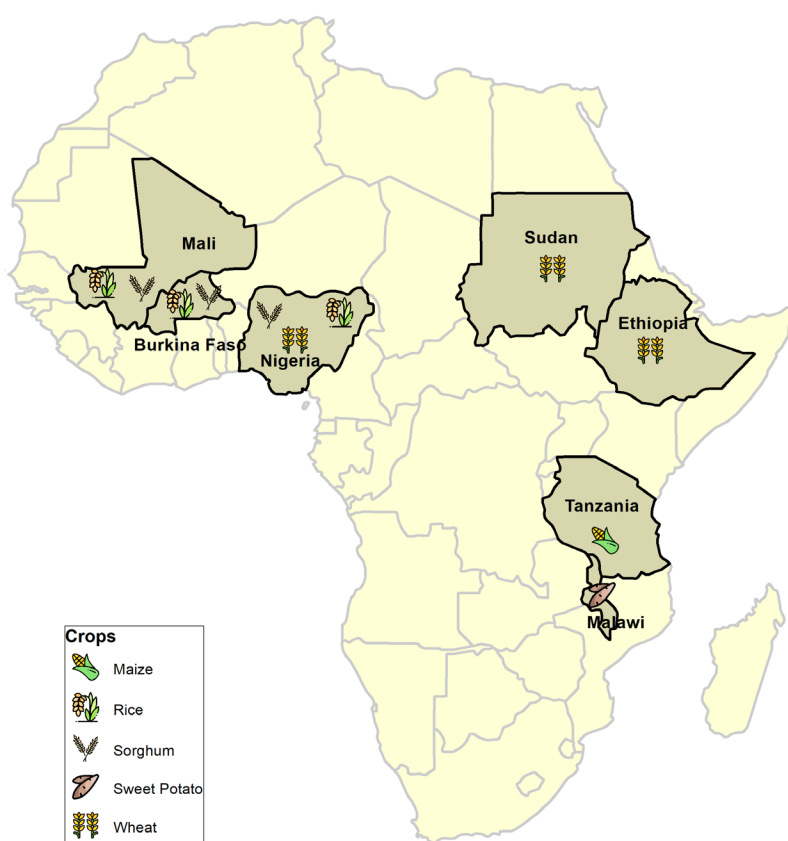 Mali
Sudan
Ethiopia
Burkina Faso
Nigeria
Tanzania
Malawi
Crops
Maize
Rice
Sorghum
Sweet Potato
Wheat